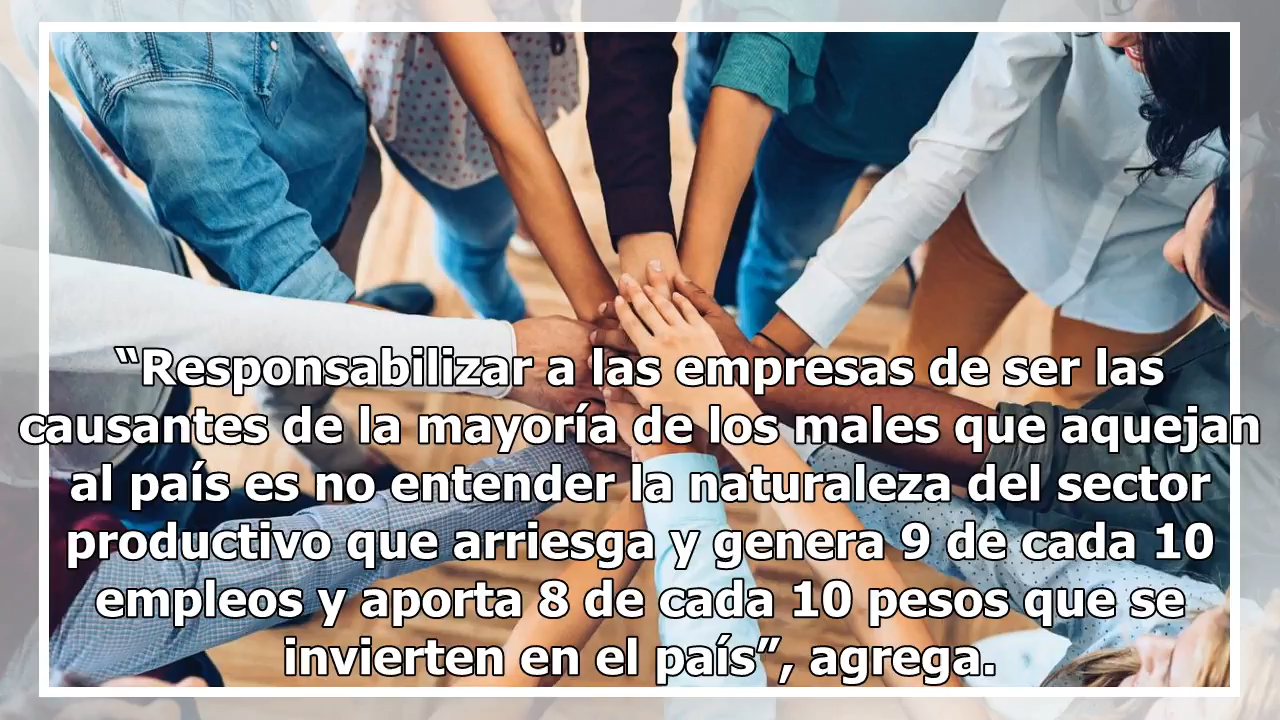 “Responsabilizar a las empresas de ser las
causantes de la mayoría de los males que aquejan
al país es no entender la naturaleza del sector
productivo que arriesga y genera 9 de cada 10
empleos y aporta 8 de cada 10 pesos que se
invierten en el país”, agrega.